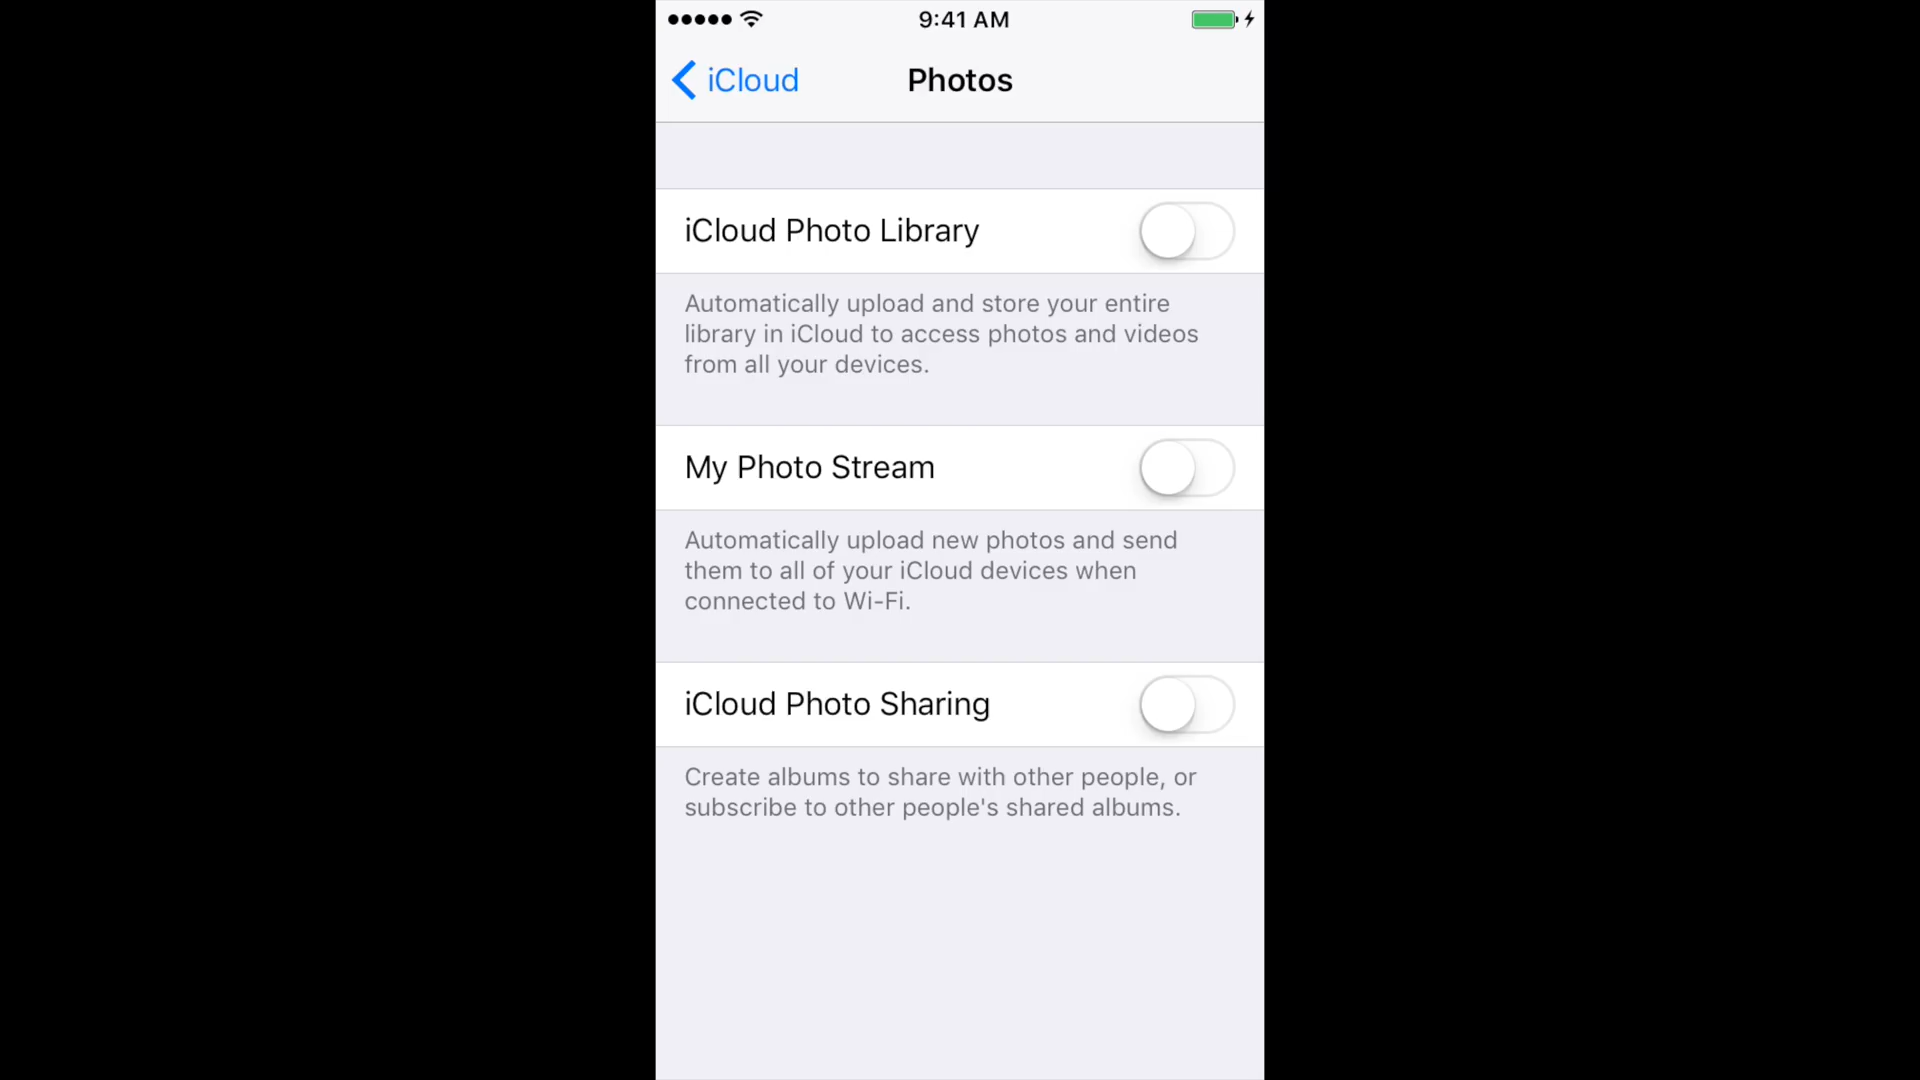 9:41 AM
iCloud
Photos
iCloud Photo Library
Automatically upload and store your entire
library in iCloud to access photos and videos
from all your devices.
My Photo Stream
Automatically upload new photos and send
them to all of your iCloud devices when
connected to Wi-Fi.
iCloud Photo Sharing
Create albums to share with other people, or
subscribe to other people's shared albums.